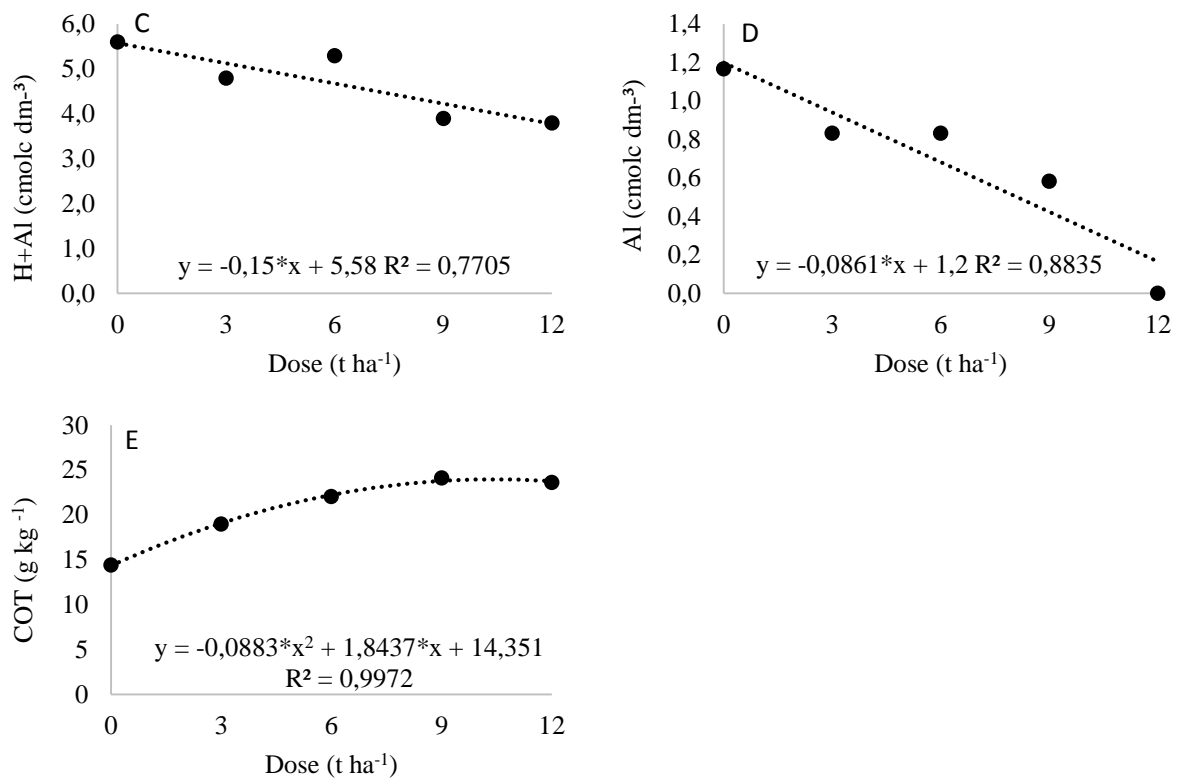 C
6,0
5,0
4,0
3,0
2,0
1,0
0,0
H+Al (cmolc dm-³)
y = -0,15*x + 5,58 R² = 0,7705
0 3 6 9 12
Dose (t ha-1)
D
1,4
1,2
1,0
0,8
0,6
0,4
0,2
0,0
Al (cmolc dm-³)
y = -0,0861*x + 1,2 R² = 0,8835
0 3 6 9 12
Dose (t ha-1)
E
30
25
20
15
10
5
0
COT (g kg -1)
y = -0,0883*x2 + 1,8437*x + 14,351
R² = 0,9972
0 3 6 9 12
Dose (t ha-1)